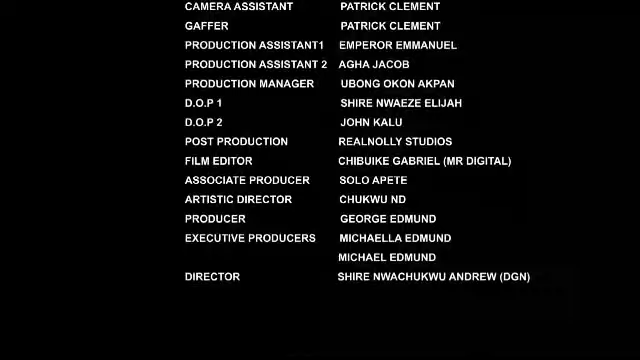 CAMERA ASSISTANT PATRICK CLEMENT
GAFFER PATRICK CLEMENT
PRODUCTION ASSISTANT1 EMPEROR EMMANUEL
PRODUCTION ASSISTANT 2 AGHA JACOB
PRODUCTION MANAGER UBONG OKON AKPAN
D.O.P 1 SHIRE NWAEZE ELIJAH
D.O.P 2 JOHN KALU
POST PRODUCTION REALNOLLY STUDIOS
FILM EDITOR CHIBUIKE GABRIEL (MR DIGITAL)
ASSOCIATE PRODUCER SOLO APETE
ARTISTIC DIRECTOR CHUKWU ND
PRODUCER GEORGE EDMUND
EXECUTIVE PRODUCERS MICHAELLA EDMUND
MICHAEL EDMUND
DIRECTOR SHIRE NWACHUKWU ANDREW (DGN)